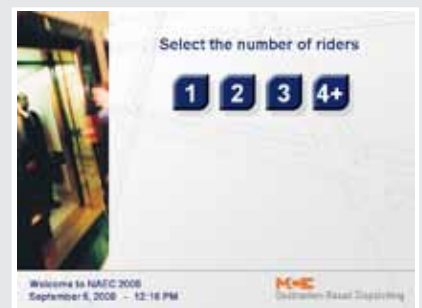 Select the number of riders
1 2 3 4+
Welcome to NAEC 2008
September 6, 2008 - 12:18 PM
Destination Based Dispatching